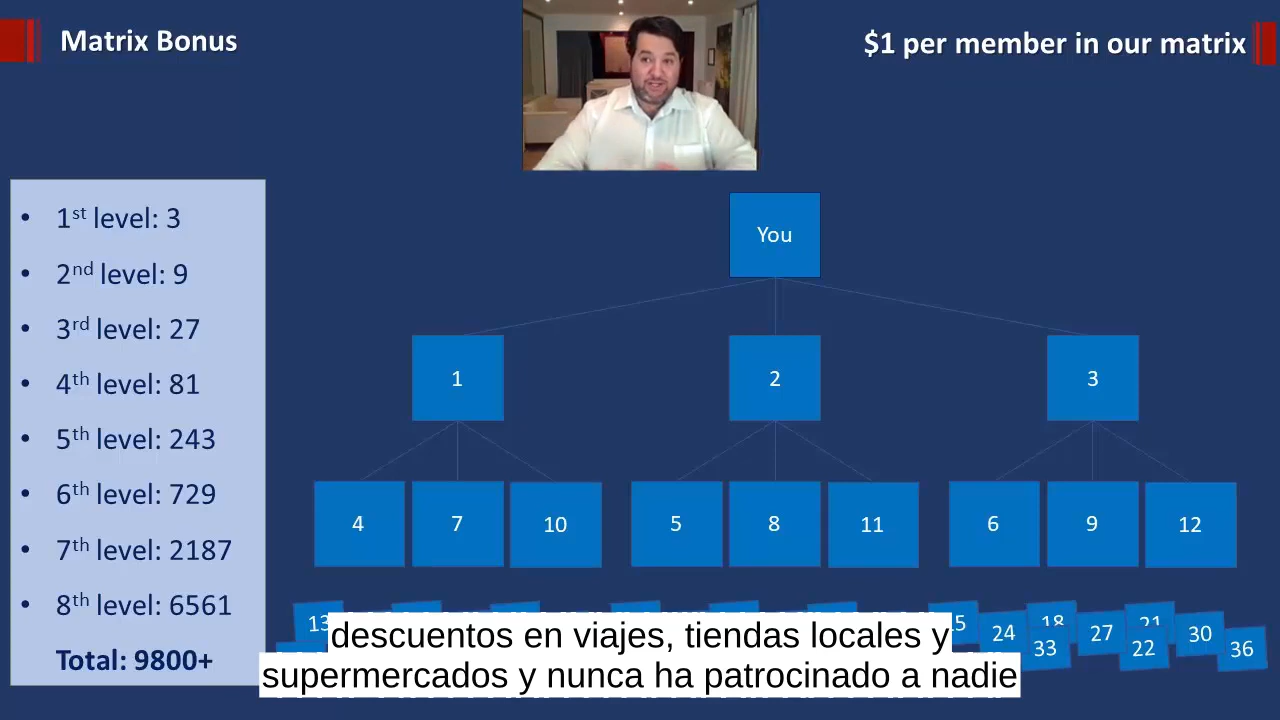 Matrix Bonus
$1 per member in our matrix
• 1st level: 3
• 2nd level: 9
• 3rd level: 27
• 4th level: 81
• 5th level: 243
• 6th level: 729
• 7th level: 2187
• 8th level: 6561
Total: 9800+
You
1 2 3
4 7 10 5 8 11 6 9 12
13 24 18 27 21 30
33 22 36
descuentos en viajes, tiendas locales y
supermercados y nunca ha patrocinado a nadie